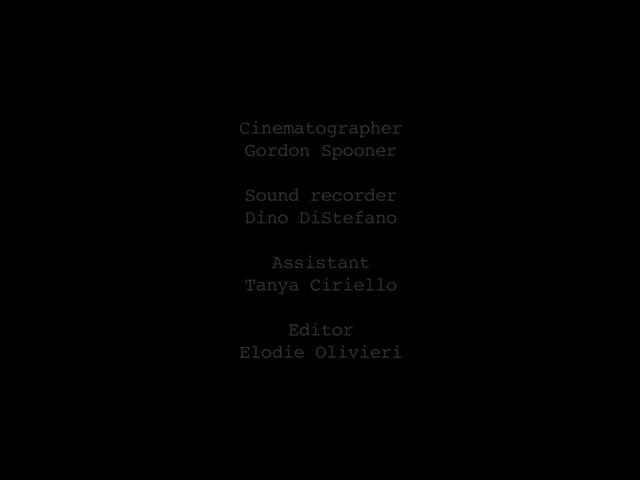 Cinematographer
Gordon Spooner
Sound recorder
Dino DiStefano
Assistant
Tanya Ciriello
Editor
Elodie Olivieri